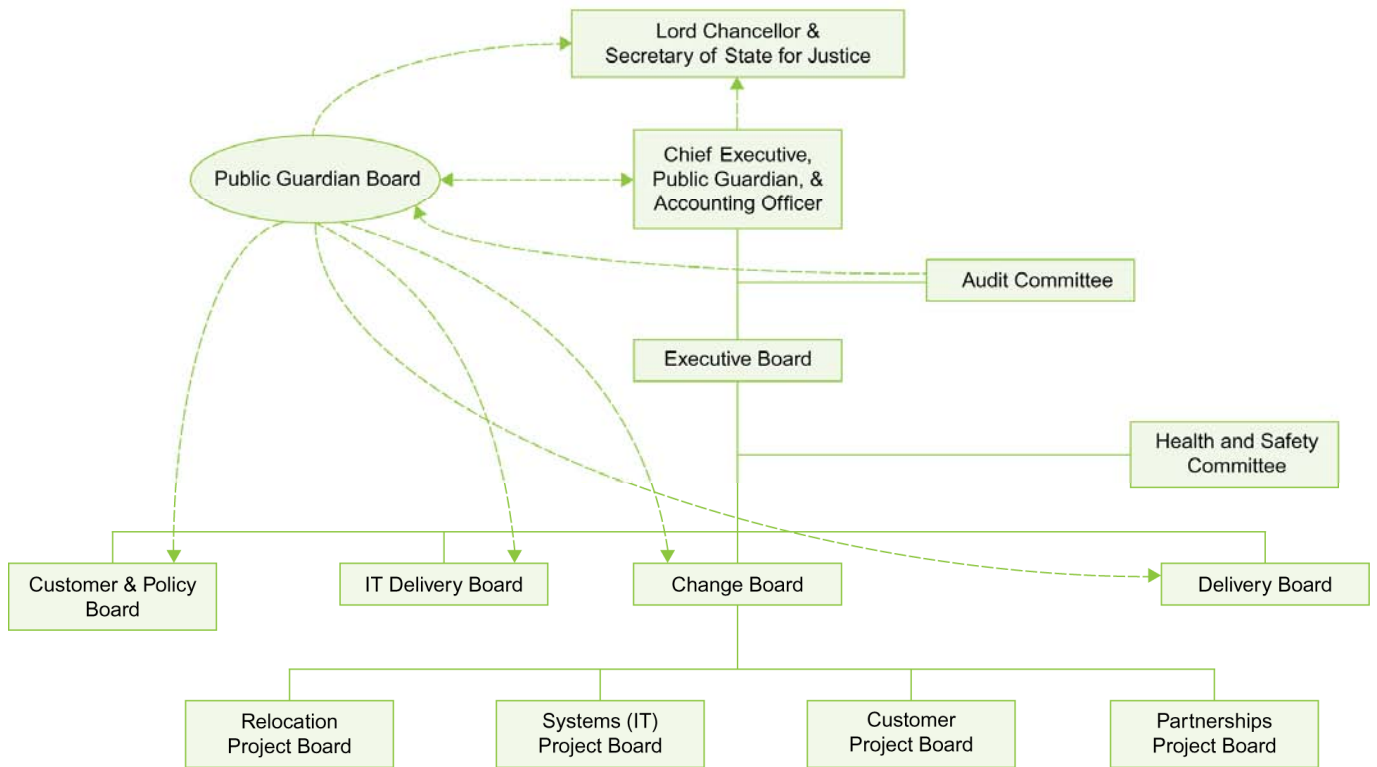 Lord Chancellor &
Secretary of State for Justice
Public Guardian Board
Chief Executive,
Public Guardian, &
Accounting Officer
Audit Committee
Executive Board
Health and Safety
Committee
Customer & Policy
Board
IT Delivery Board
Change Board
Delivery Board
Relocation
Project Board
Systems (IT)
Project Board
Customer
Project Board
Partnerships
Project Board